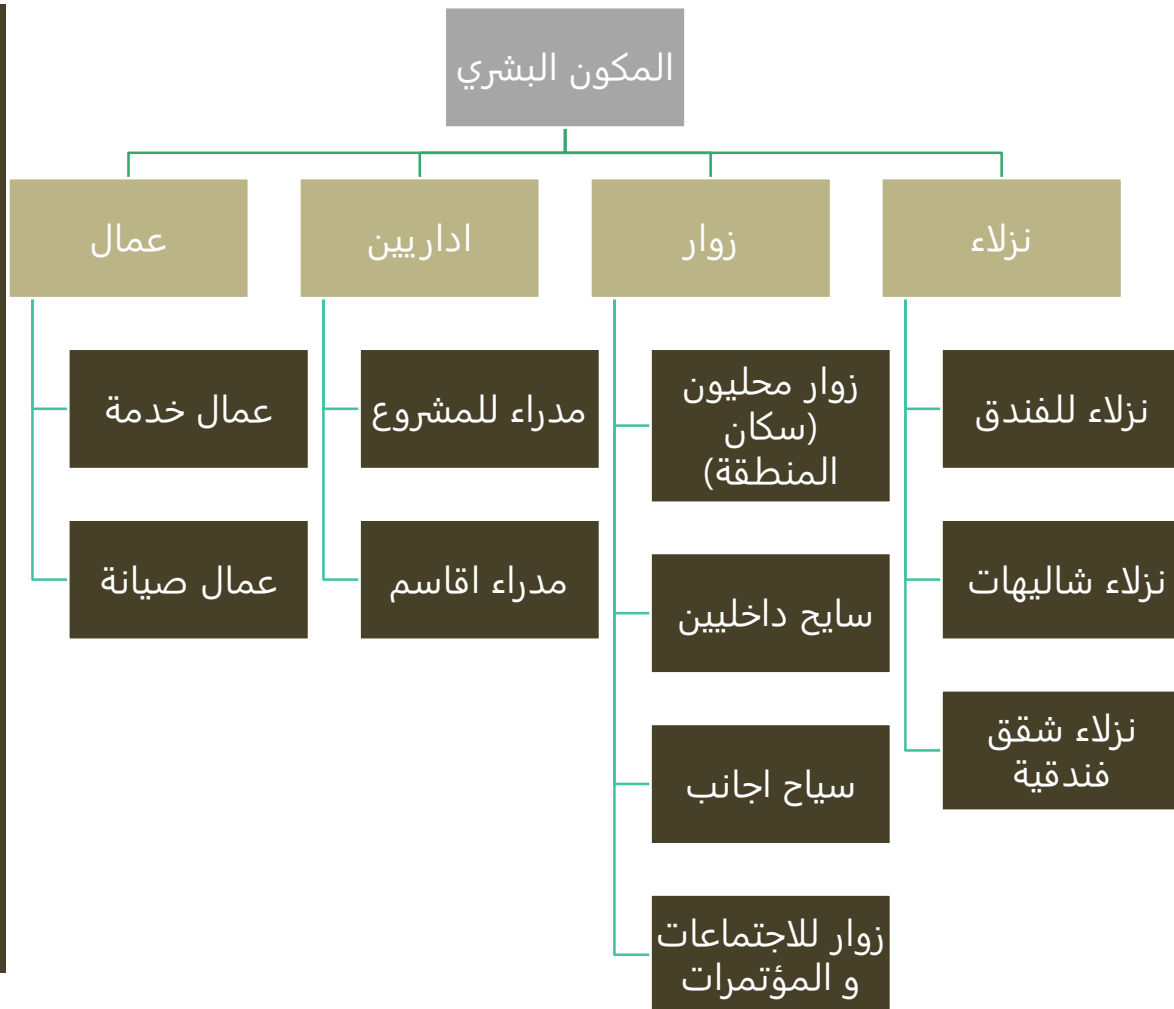 المكون البشري
نزلاء
زوار
اداريين
عمال
نزلاء للفندق
نزلاء شاليهات
نزلاء شقق
فندقية
زوار محليون
(سكان
المنطقة)
سايح داخليين
سياح اجانب
زوار للاجتماعات
و المؤتمرات
مدراء للمشروع
مدراء اقاسم
عمال خدمة
عمال صيانة